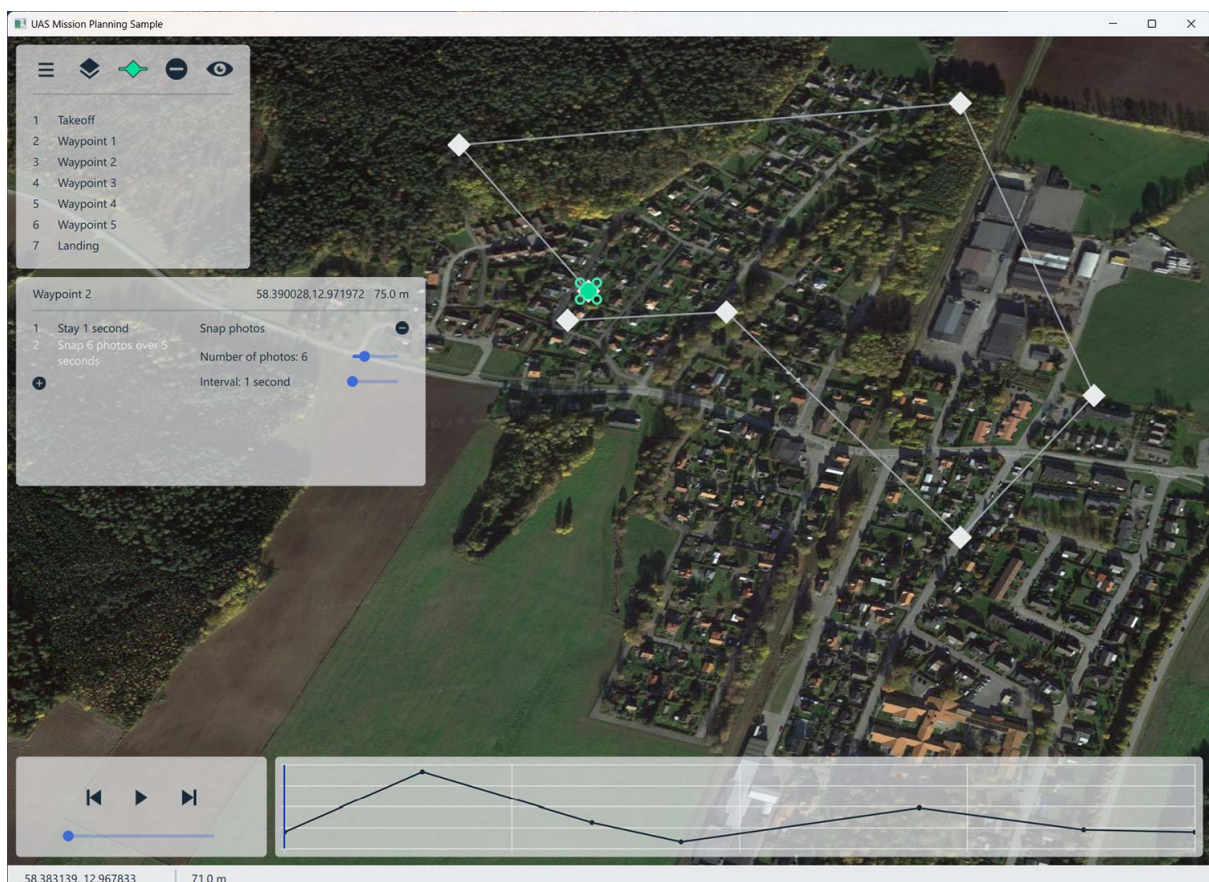 UAS Mission Planning Sample
1 Takeoff
2 Waypoint 1
3 Waypoint 2
4 Waypoint 3
5 Waypoint 4
6 Waypoint 5
7 Landing
Waypoint 2 58.390028,12.971972 75.0 m
1 Stay 1 second
2 Snap 6 photos over 5
seconds
Snap photos
Number of photos: 6
Interval: 1 second
58.383139, 12.967833 71.0 m